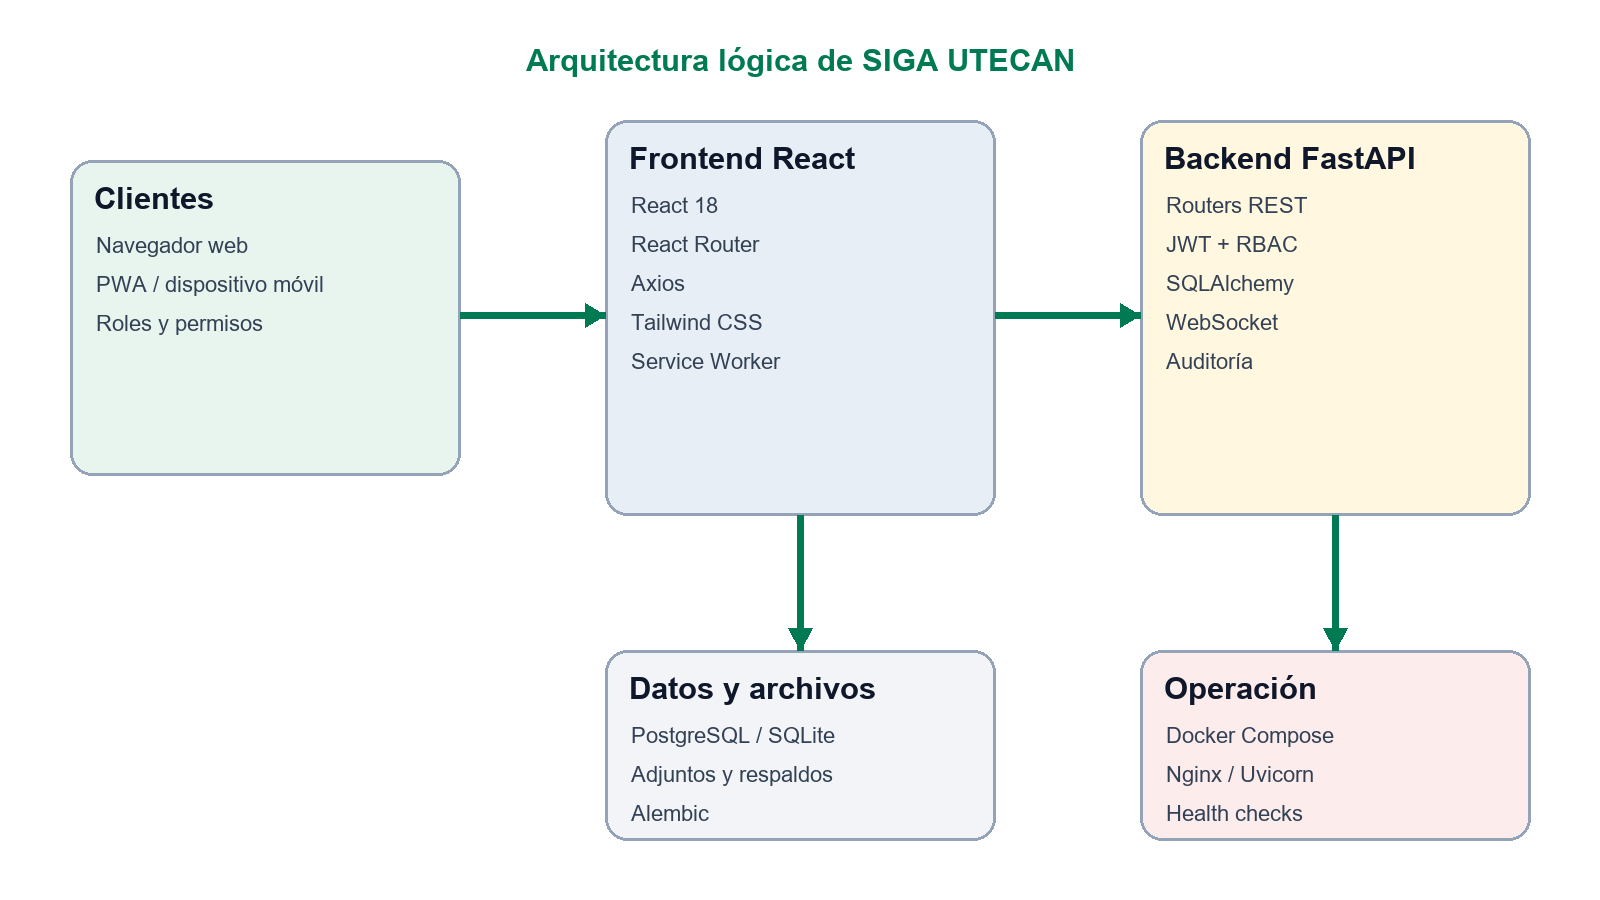 Arquitectura lógica de SIGA UTECAN
Clientes
Navegador web
PWA / dispositivo móvil
Roles y permisos
Frontend React
React 18
React Router
Axios
Tailwind CSS
Service Worker
Backend FastAPI
Routers REST
JWT + RBAC
SQLAlchemy
WebSocket
Auditoría
Datos y archivos
PostgreSQL / SQLite
Adjuntos y respaldos
Alembic
Operación
Docker Compose
Nginx / Uvicorn
Health checks